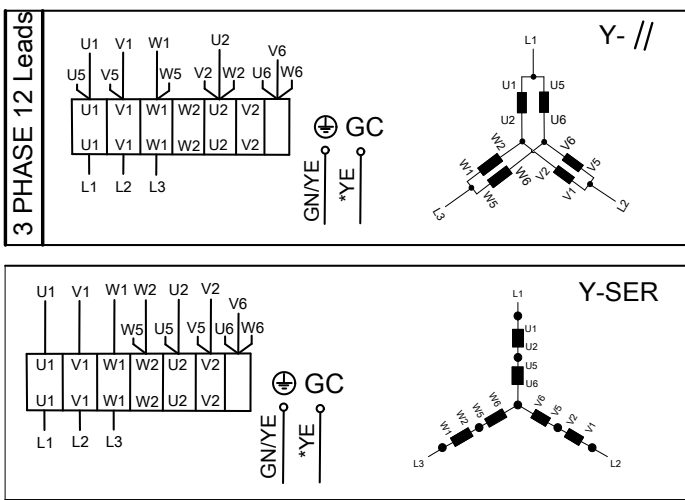 3 PHASE 12 Leads
U1 V1 W1 U2 V6
U5 V5 W5 V2 W2 U6 W6
U1 V1 W1 W2 U2 V2
U1 V1 W1 W2 U2 V2
L1 L2 L3
GC
GN/YE
*YE
Y- //
L1
U1 U5
U2 U6
W2 V6
W1 V5
W6 V2
W5 V1
L3 L2
U1 V1 W1 W2 U2 V2
V6
W5 U5 V5 U6 W6
U1 V1 W1 W2 U2 V2
U1 V1 W1 W2 U2 V2
L1 L2 L3
GC
GN/YE
*YE
Y-SER
L1
U1
U2
U5
U6
W6 V6
W5 V5
W2 V2
W1 V1
L3 L2